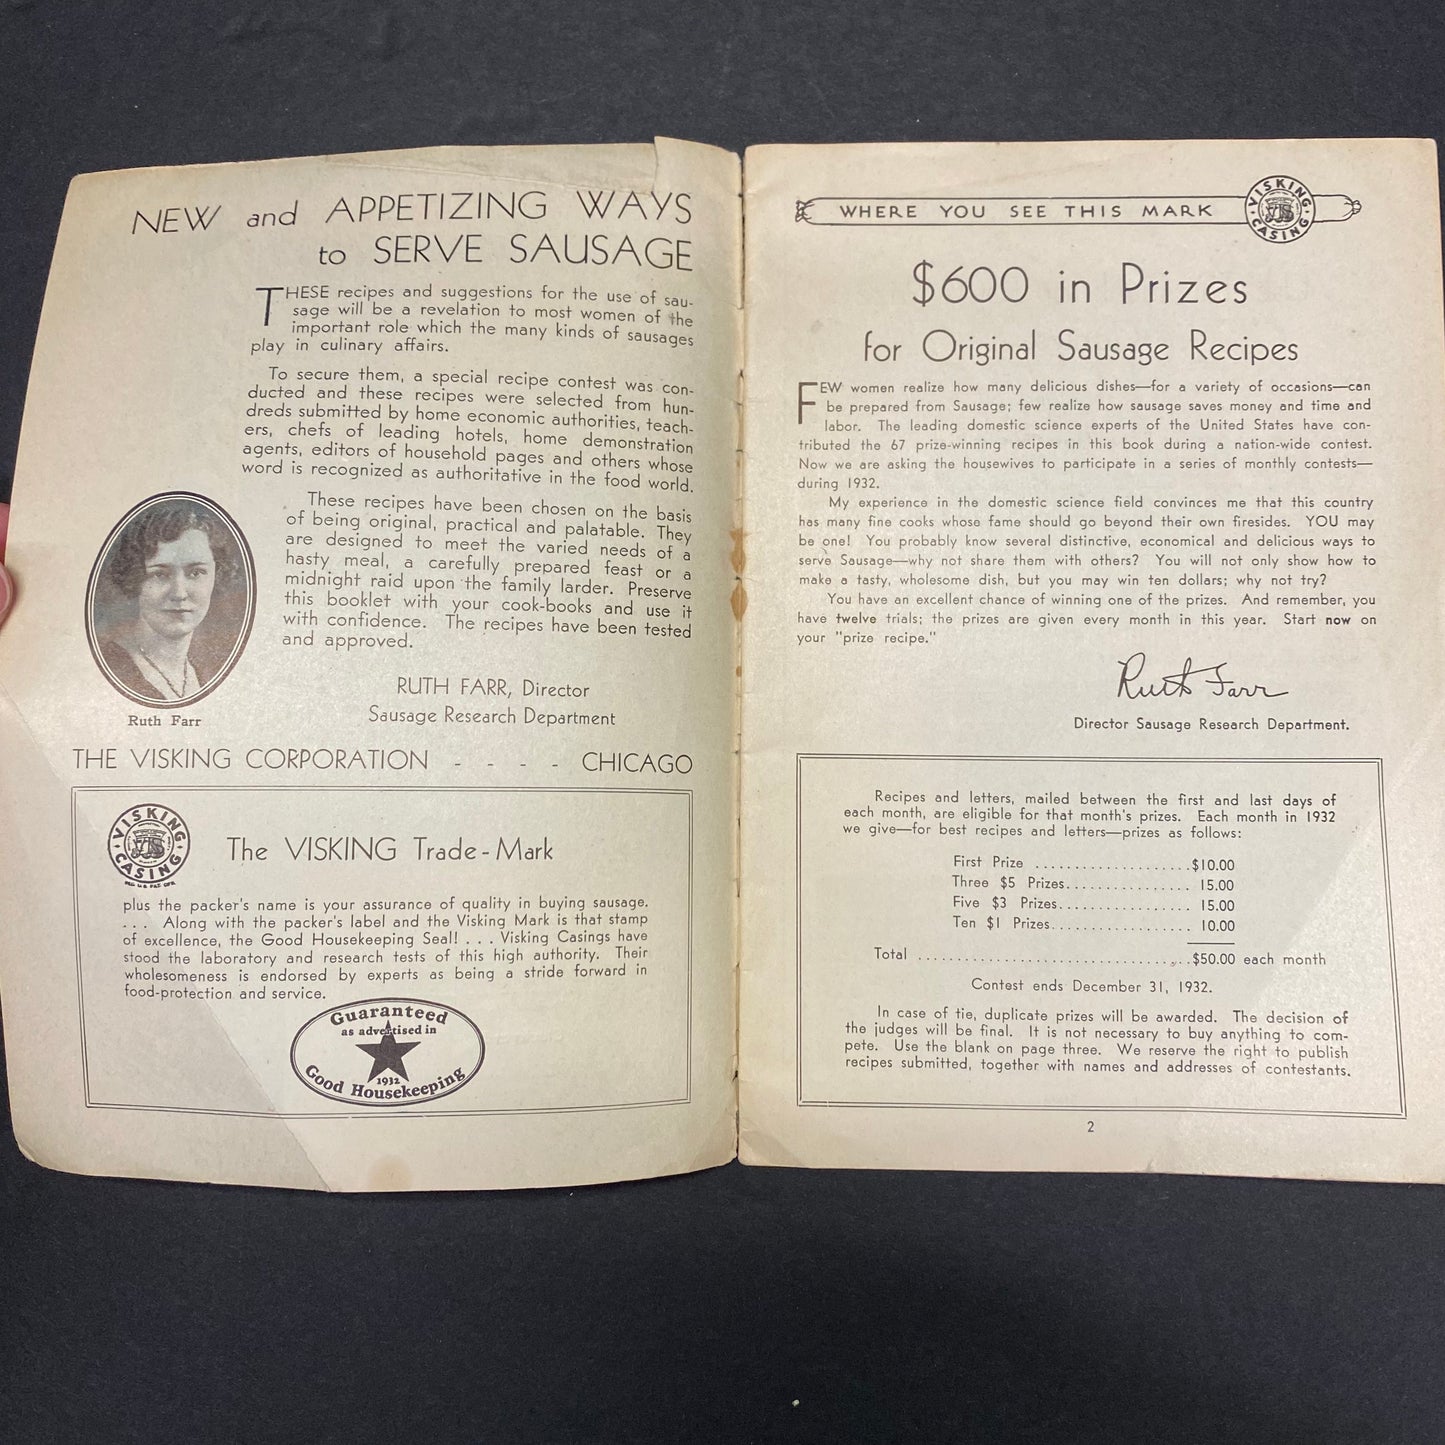 NEW and APPETIZING WAYS
to SERVE SAUSAGE
THESE recipes and suggestions for the use of sau-
sage will be a revelation to most women of the
important role which the many kinds of sausages
play in culinary affairs.
To secure them, a special recipe contest was con-
ducted and these recipes were selected from hun-
dreds submitted by home economic authorities, teach-
ers, chefs of leading hotels, home demonstration
agents, editors of household pages and others whose
word is recognized as authoritative in the food world.
These recipes have been chosen on the basis
of being original, practical and palatable. They
are designed to meet the varied needs of a
hasty meal, a carefully prepared feast or a
midnight raid upon the family larder. Preserve
this booklet with your cook-books and use it
with confidence. The recipes have been tested
and approved.
RUTH FARR, Director
Sausage Research Department
Ruth Farr
THE VISKING CORPORATION - - - - CHICAGO
VISKING CASING
REG. U.S. PAT. OFF.
The VISKING Trade-Mark
plus the packer's name is your assurance of quality in buying sausage.
. . . Along with the packer's label and the Visking Mark is that stamp
of excellence, the Good Housekeeping Seal! . . . Visking Casings have
stood the laboratory and research tests of this high authority. Their
wholesomeness is endorsed by experts as being a stride forward in
food-protection and service.
Guaranteed
as advertised in
1932
Good Housekeeping
WHERE YOU SEE THIS MARK
VISKING CASING
$600 in Prizes
for Original Sausage Recipes
FEW women realize how many delicious dishes—for a variety of occasions—can
be prepared from Sausage; few realize how sausage saves money and time and
labor. The leading domestic science experts of the United States have con-
tributed the 67 prize-winning recipes in this book during a nation-wide contest.
Now we are asking the housewives to participate in a series of monthly contests—
during 1932.
My experience in the domestic science field convinces me that this country
has many fine cooks whose fame should go beyond their own firesides. YOU may
be one! You probably know several distinctive, economical and delicious ways to
serve Sausage—why not share them with others? You will not only show how to
make a tasty, wholesome dish, but you may win ten dollars; why not try?
You have an excellent chance of winning one of the prizes. And remember, you
have twelve trials; the prizes are given every month in this year. Start now on
your "prize recipe."
Ruth Farr
Director Sausage Research Department.
Recipes and letters, mailed between the first and last days of
each month, are eligible for that month's prizes. Each month in 1932
we give—for best recipes and letters—prizes as follows:
First Prize ....................$10.00
Three $5 Prizes................ 15.00
Five $3 Prizes................. 15.00
Ten $1 Prizes.................. 10.00
Total ..................................$50.00 each month
Contest ends December 31, 1932.
In case of tie, duplicate prizes will be awarded. The decision of
the judges will be final. It is not necessary to buy anything to com-
pete. Use the blank on page three. We reserve the right to publish
recipes submitted, together with names and addresses of contestants.
2